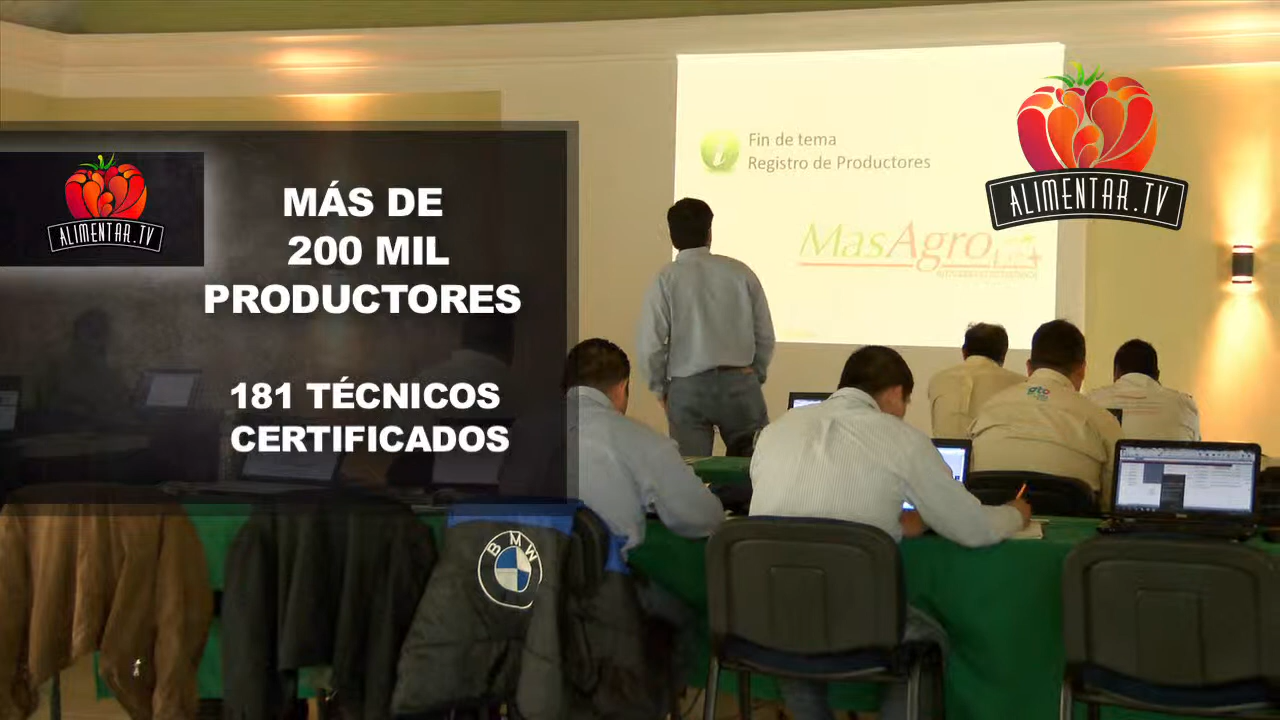 ALIMENTAR.TV
MÁS DE
200 MIL
PRODUCTORES
181 TÉCNICOS
CERTIFICADOS
Fin de tema
Registro de Productores
MasAgro
ALIMENTAR.TV
gto
BMW